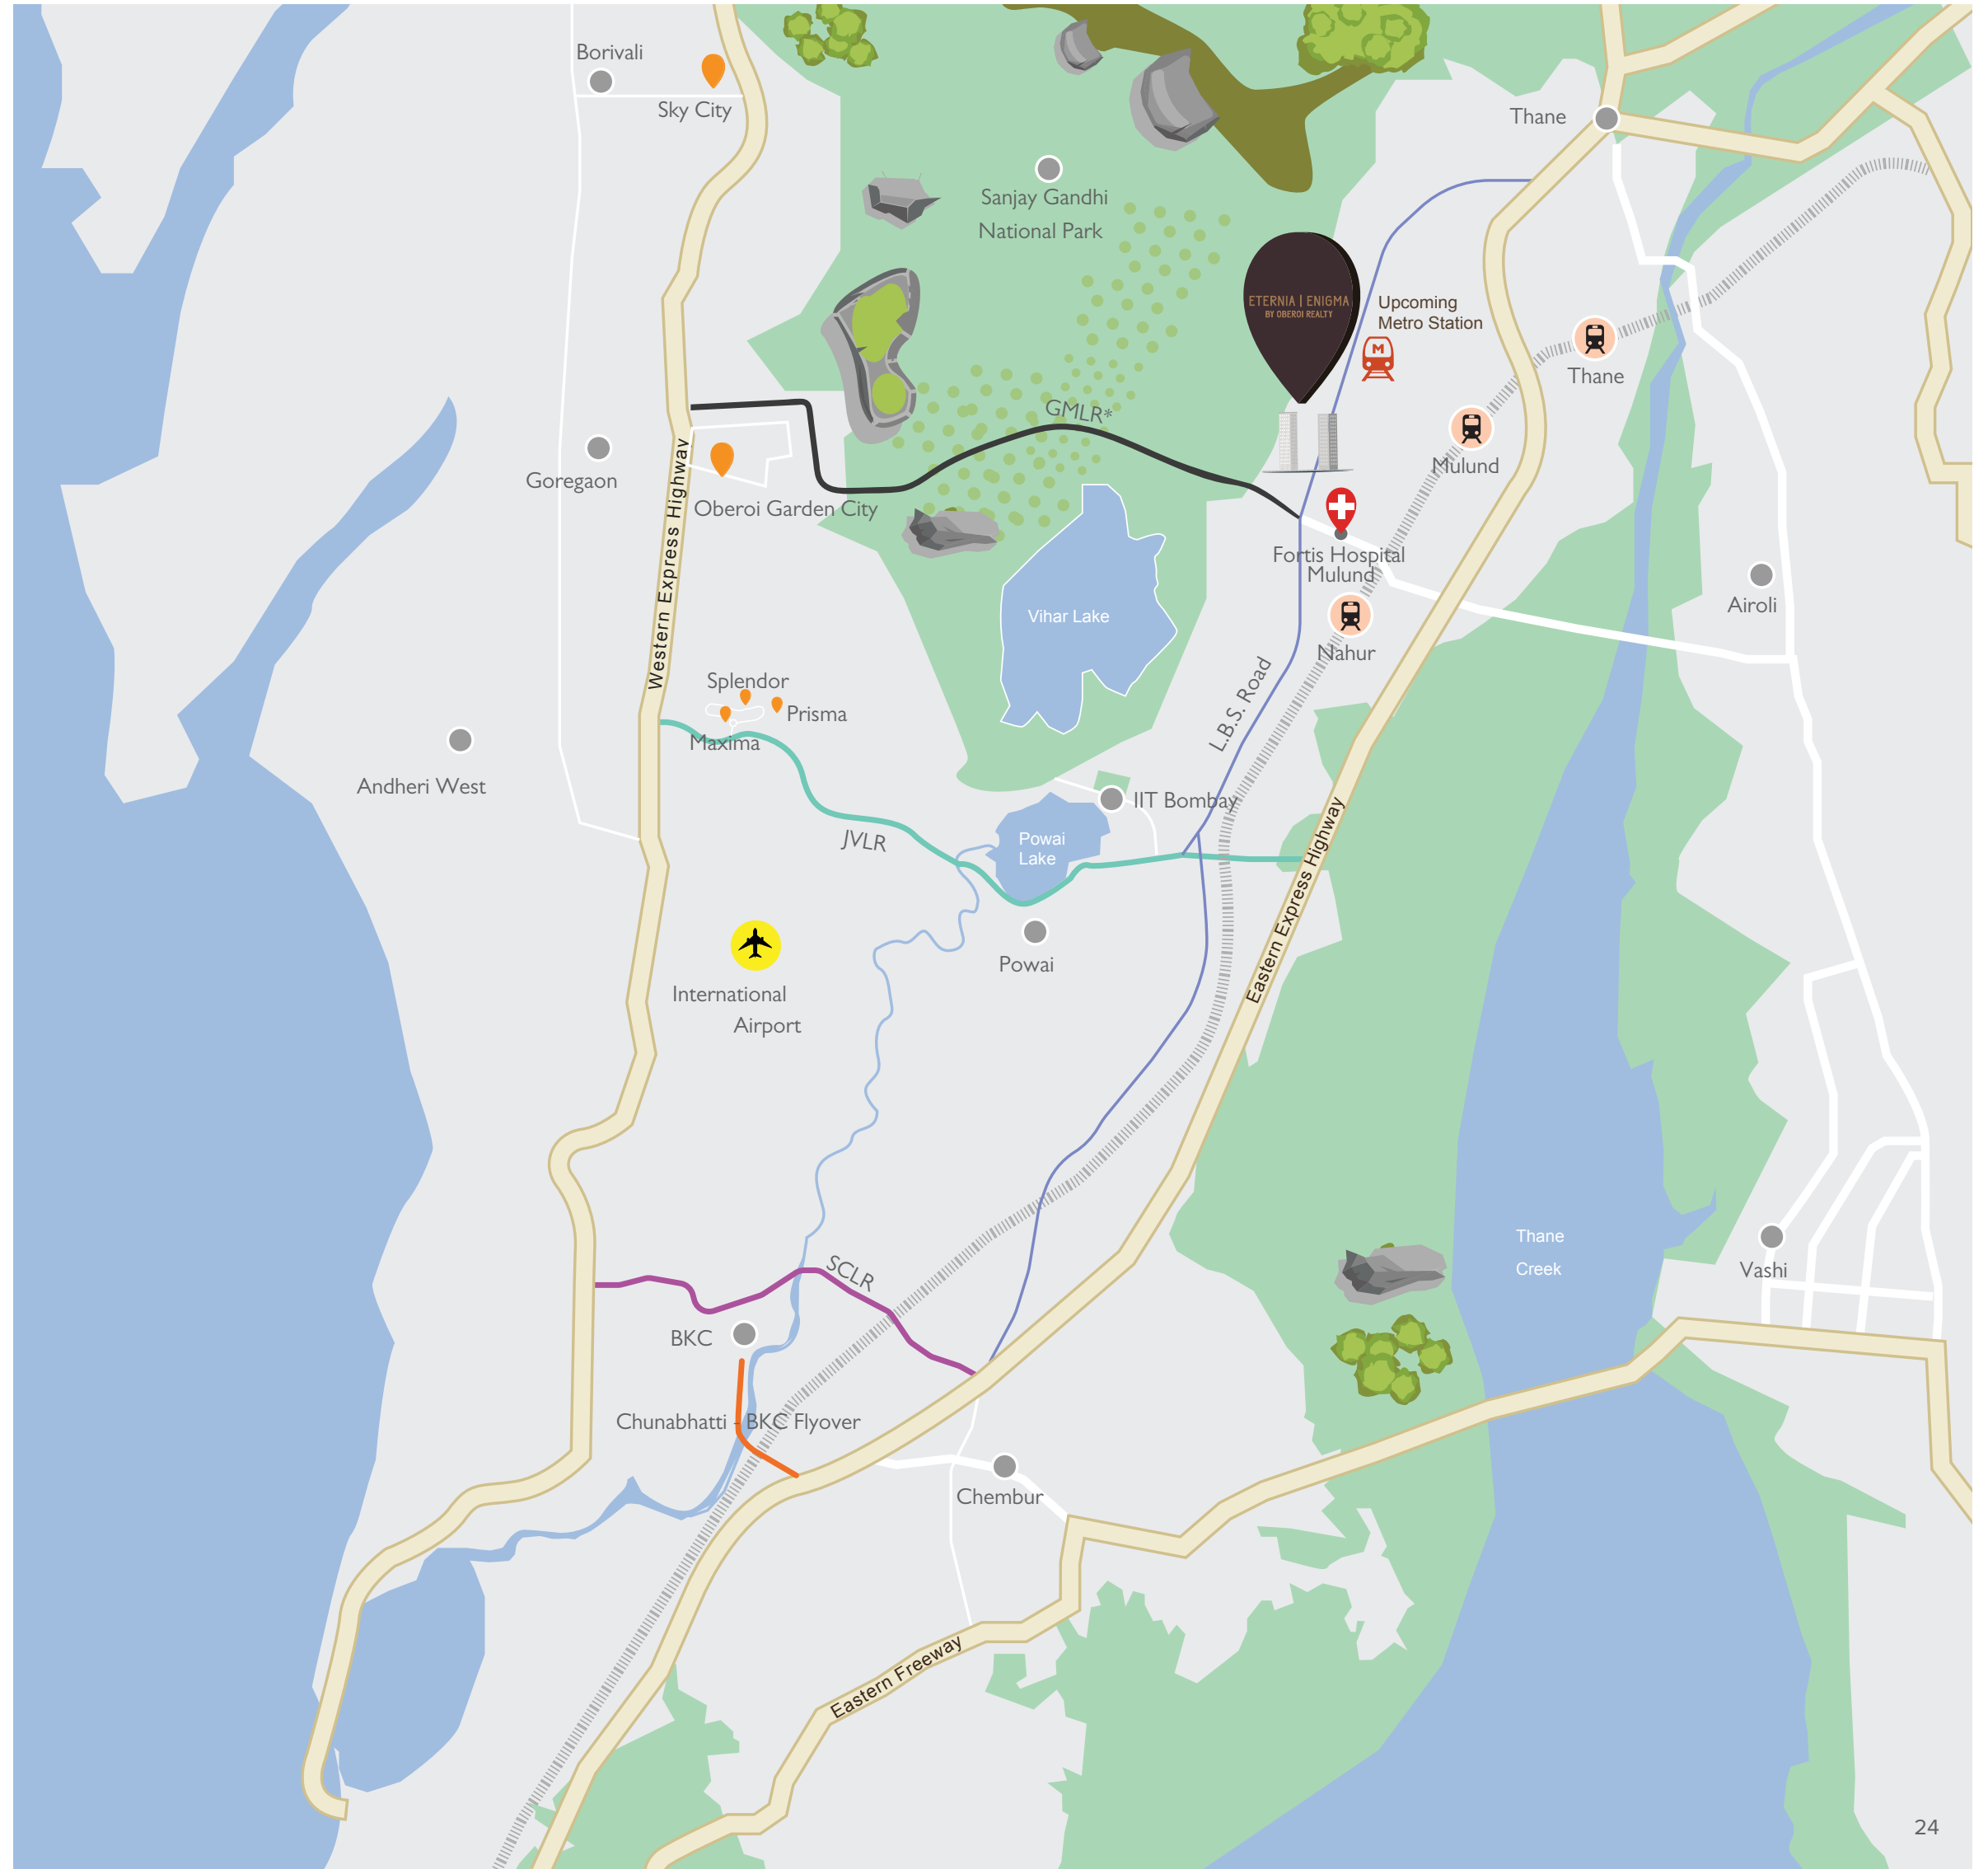 Borivali
Sky City
Thane
Sanjay Gandhi
National Park
ETERNIA | ENIGMA
BY OBEROI REALTY
Upcoming
Metro Station
M
Thane
GMLR*
Mulund
Goregaon
Oberoi Garden City
Western Express Highway
Fortis Hospital
Mulund
Airoli
Vihar Lake
Nahur
L.B.S. Road
Splendor
Prisma
Maxima
Andheri West
IIT Bombay
JVLR
Powai
Lake
Eastern Express Highway
Powai
International
Airport
Thane
Creek
Vashi
SCLR
BKC
Chunabhatti - BKC Flyover
Chembur
Eastern Freeway
24